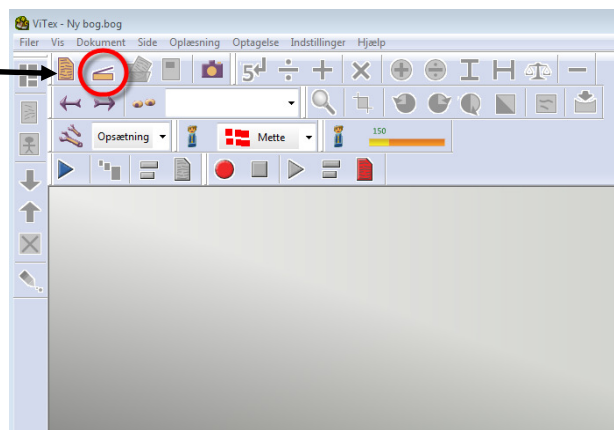 ViTex - Ny bog.bog
Filer Vis Dokument Side Oplæsning Optagelse Indstillinger Hjælp
5
Opsætning Mette 150